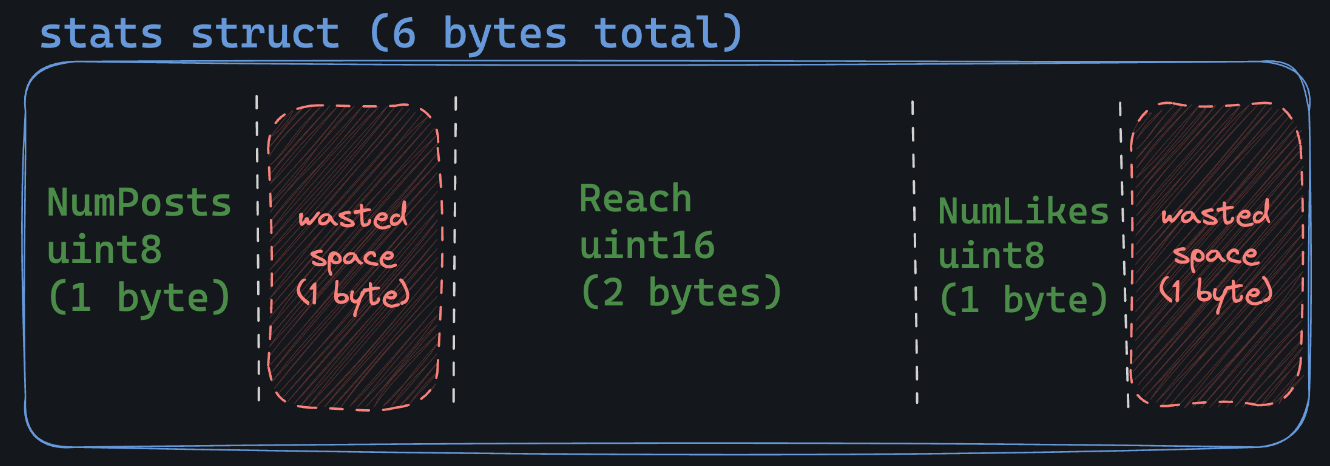 stats struct (6 bytes total)
NumPosts
uint8
(1 byte)
wasted
space
(1 byte)
Reach
uint16
(2 bytes)
NumLikes
uint8
(1 byte)
wasted
space
(1 byte)